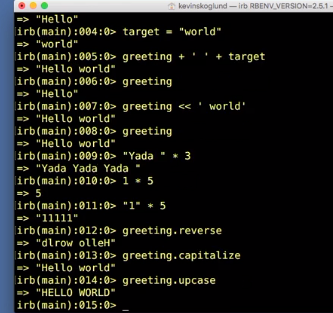 kevinskoglund — irb RBENV_VERSION=2.5.1
=> "Hello"
irb(main):004:0> target = "world"
=> "world"
irb(main):005:0> greeting + ' ' + target
=> "Hello world"
irb(main):006:0> greeting
=> "Hello"
irb(main):007:0> greeting << ' world'
=> "Hello world"
irb(main):008:0> greeting
=> "Hello world"
irb(main):009:0> "Yada " * 3
=> "Yada Yada Yada "
irb(main):010:0> 1 * 5
=> 5
irb(main):011:0> "1" * 5
=> "11111"
irb(main):012:0> greeting.reverse
=> "dlrow olleH"
irb(main):013:0> greeting.capitalize
=> "Hello world"
irb(main):014:0> greeting.upcase
=> "HELLO WORLD"
irb(main):015:0> _